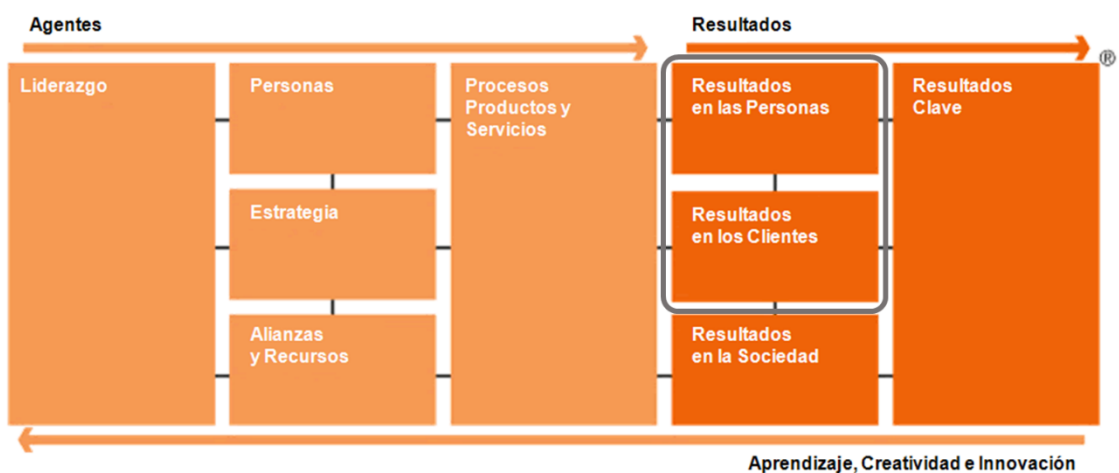 Agentes
Resultados
®
Liderazgo
Personas
Procesos
Productos y
Servicios
Resultados
en las Personas
Resultados
Clave
Estrategia
Resultados
en los Clientes
Alianzas
y Recursos
Resultados
en la Sociedad
Aprendizaje, Creatividad e Innovación